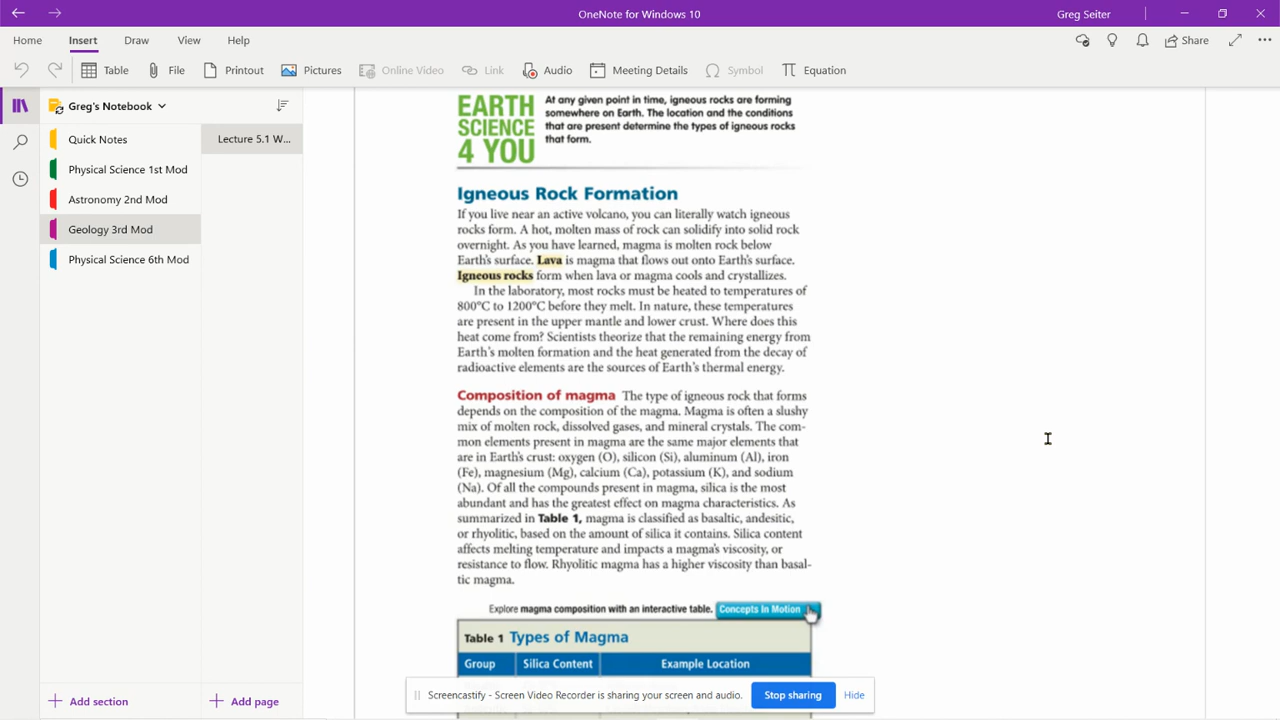 OneNote for Windows 10
Greg Seiter
Home
Insert
Draw
View
Help
Share
Table
File
Printout
Pictures
Online Video
Link
Audio
Meeting Details
Symbol
Equation
Greg's Notebook
Quick Notes
Physical Science 1st Mod
Astronomy 2nd Mod
Geology 3rd Mod
Physical Science 6th Mod
Lecture 5.1 W...
Add section
Add page
EARTH
SCIENCE
4 YOU
At any given point in time, igneous rocks are forming
somewhere on Earth. The location and the conditions
that are present determine the types of igneous rocks
that form.
Igneous Rock Formation
If you live near an active volcano, you can literally watch igneous
rocks form. A hot, molten mass of rock can solidify into solid rock
overnight. As you have learned, magma is molten rock below
Earth's surface. Lava is magma that flows out onto Earth's surface.
Igneous rocks form when lava or magma cools and crystallizes.
In the laboratory, most rocks must be heated to temperatures of
800°C to 1200°C before they melt. In nature, these temperatures
are present in the upper mantle and lower crust. Where does this
heat come from? Scientists theorize that the remaining energy from
Earth's molten formation and the heat generated from the decay of
radioactive elements are the sources of Earth's thermal energy.
Composition of magma The type of igneous rock that forms
depends on the composition of the magma. Magma is often a slushy
mix of molten rock, dissolved gases, and mineral crystals. The com-
mon elements present in magma are the same major elements that
are in Earth's crust: oxygen (O), silicon (Si), aluminum (Al), iron
(Fe), magnesium (Mg), calcium (Ca), potassium (K), and sodium
(Na). Of all the compounds present in magma, silica is the most
abundant and has the greatest effect on magma characteristics. As
summarized in Table 1, magma is classified as basaltic, andesitic,
or rhyolitic, based on the amount of silica it contains. Silica content
affects melting temperature and impacts a magma's viscosity, or
resistance to flow. Rhyolitic magma has a higher viscosity than basal-
tic magma.
Explore magma composition with an interactive table. Concepts In Motion
Table 1 Types of Magma
Group
Silica Content
Example Location
Screencastify - Screen Video Recorder is sharing your screen and audio.
Stop sharing
Hide